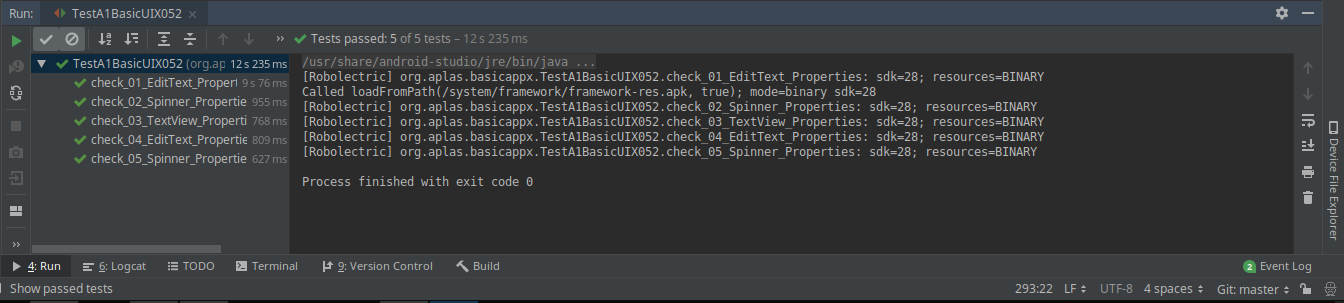 Run: TestA1BasicUIX052 ×
» Tests passed: 5 of 5 tests – 12 s 235 ms
TestA1BasicUIX052 (org.ap 12 s 235 ms
check_01_EditText_Propert 9 s 76 ms
check_02_Spinner_Propertie 955 ms
check_03_TextView_Properti 768 ms
check_04_EditText_Propert 809 ms
check_05_Spinner_Propertie 627 ms
/usr/share/android-studio/jre/bin/java ...
[Robolectric] org.aplas.basicappx.TestA1BasicUIX052.check_01_EditText_Properties: sdk=28; resources=BINARY
Called loadFromPath(/system/framework/framework-res.apk, true); mode=binary sdk=28
[Robolectric] org.aplas.basicappx.TestA1BasicUIX052.check_02_Spinner_Properties: sdk=28; resources=BINARY
[Robolectric] org.aplas.basicappx.TestA1BasicUIX052.check_03_TextView_Properties: sdk=28; resources=BINARY
[Robolectric] org.aplas.basicappx.TestA1BasicUIX052.check_04_EditText_Properties: sdk=28; resources=BINARY
[Robolectric] org.aplas.basicappx.TestA1BasicUIX052.check_05_Spinner_Properties: sdk=28; resources=BINARY
Process finished with exit code 0
Device File Explorer
»
4: Run 6: Logcat TODO Terminal 9: Version Control Build 2 Event Log
Show passed tests 293:22 LF UTF-8 4 spaces Git: master